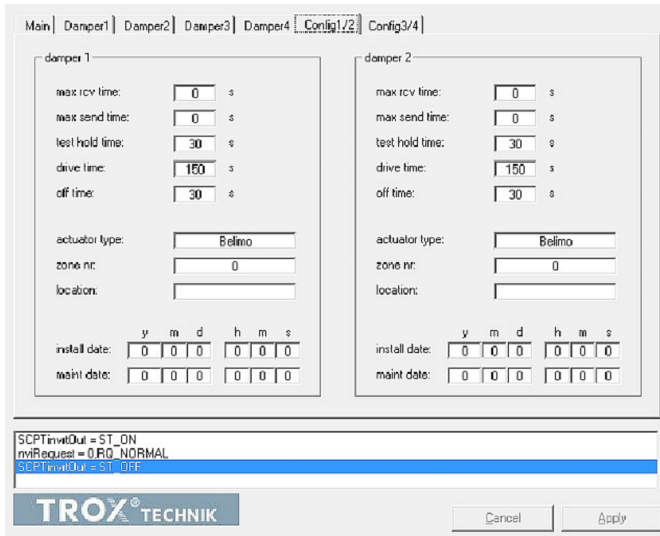 Main Damper1 Damper2 Damper3 Damper4 Config1/2 Config3/4
damper 1 damper 2
max rcv time: 0 s max rcv time: 0 s
max send time: 0 s max send time: 0 s
test hold time: 30 s test hold time: 30 s
drive time: 150 s drive time: 150 s
off time: 30 s off time: 30 s
actuator type: Belimo actuator type: Belimo
zone nr: 0 zone nr: 0
location: location:
y m d h m s y m d h m s
install date: 0 0 0 0 0 0 install date: 0 0 0 0 0 0
maint date: 0 0 0 0 0 0 maint date: 0 0 0 0 0 0
SCPTinvrtOut = ST_ON
nviRequest = 0,RQ_NORMAL
SCPTinvrtOut = ST_OFF
TROX® TECHNIK Cancel Apply